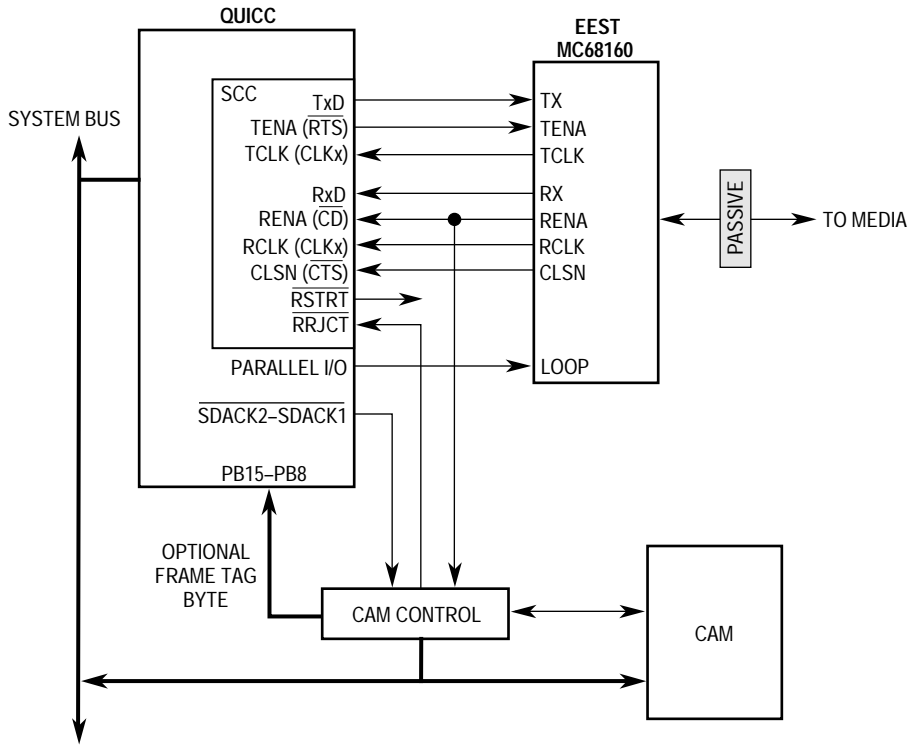 QUICC
EEST
MC68160
SCC
SYSTEM BUS
TxD
TENA (RTS)
TCLK (CLKx)
RxD
RENA (CD)
RCLK (CLKx)
CLSN (CTS)
RSTRT
RRJCT
PARALLEL I/O
SDACK2–SDACK1
PB15–PB8
TX
TENA
TCLK
RX
RENA
RCLK
CLSN
LOOP
PASSIVE
TO MEDIA
OPTIONAL
FRAME TAG
BYTE
CAM CONTROL
CAM